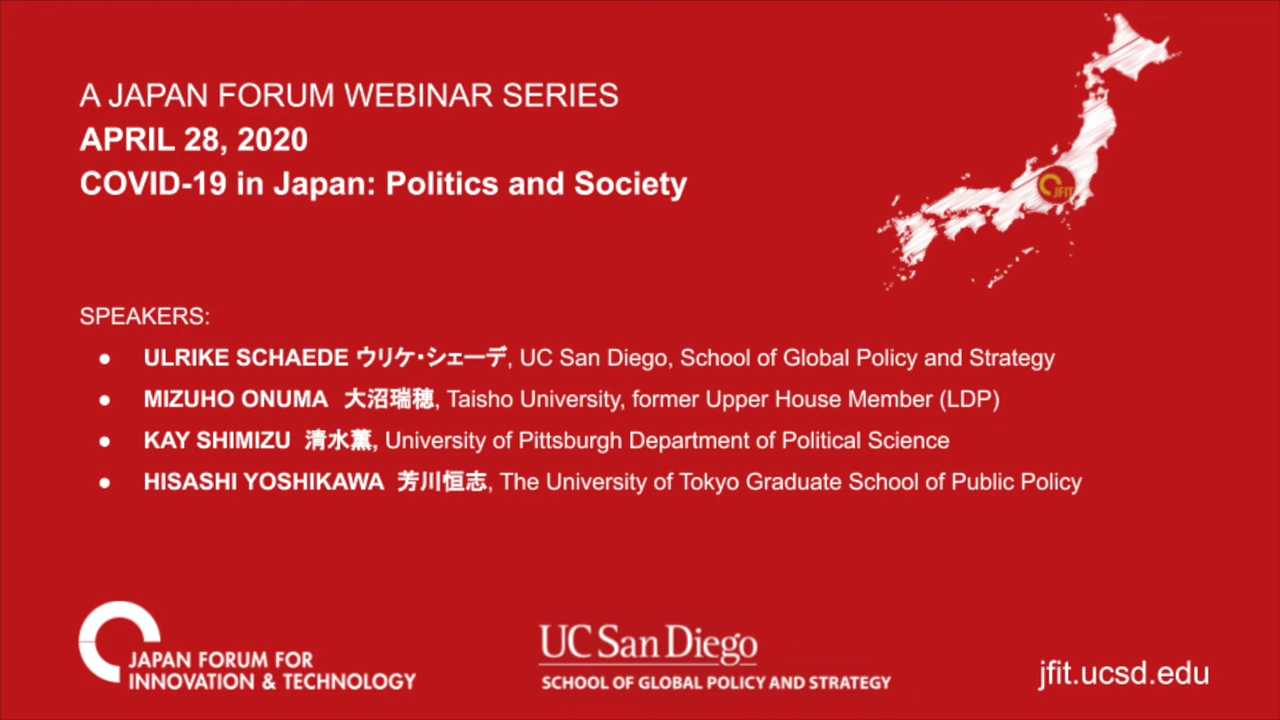 A JAPAN FORUM WEBINAR SERIES
APRIL 28, 2020
COVID-19 in Japan: Politics and Society
JFIT
SPEAKERS:
● ULRIKE SCHAEDE ウリケ・シェーデ, UC San Diego, School of Global Policy and Strategy
● MIZUHO ONUMA 大沼瑞穂, Taisho University, former Upper House Member (LDP)
● KAY SHIMIZU 清水薫, University of Pittsburgh Department of Political Science
● HISASHI YOSHIKAWA 芳川恒志, The University of Tokyo Graduate School of Public Policy
JAPAN FORUM FOR
INNOVATION & TECHNOLOGY
UC San Diego
SCHOOL OF GLOBAL POLICY AND STRATEGY
jfit.ucsd.edu